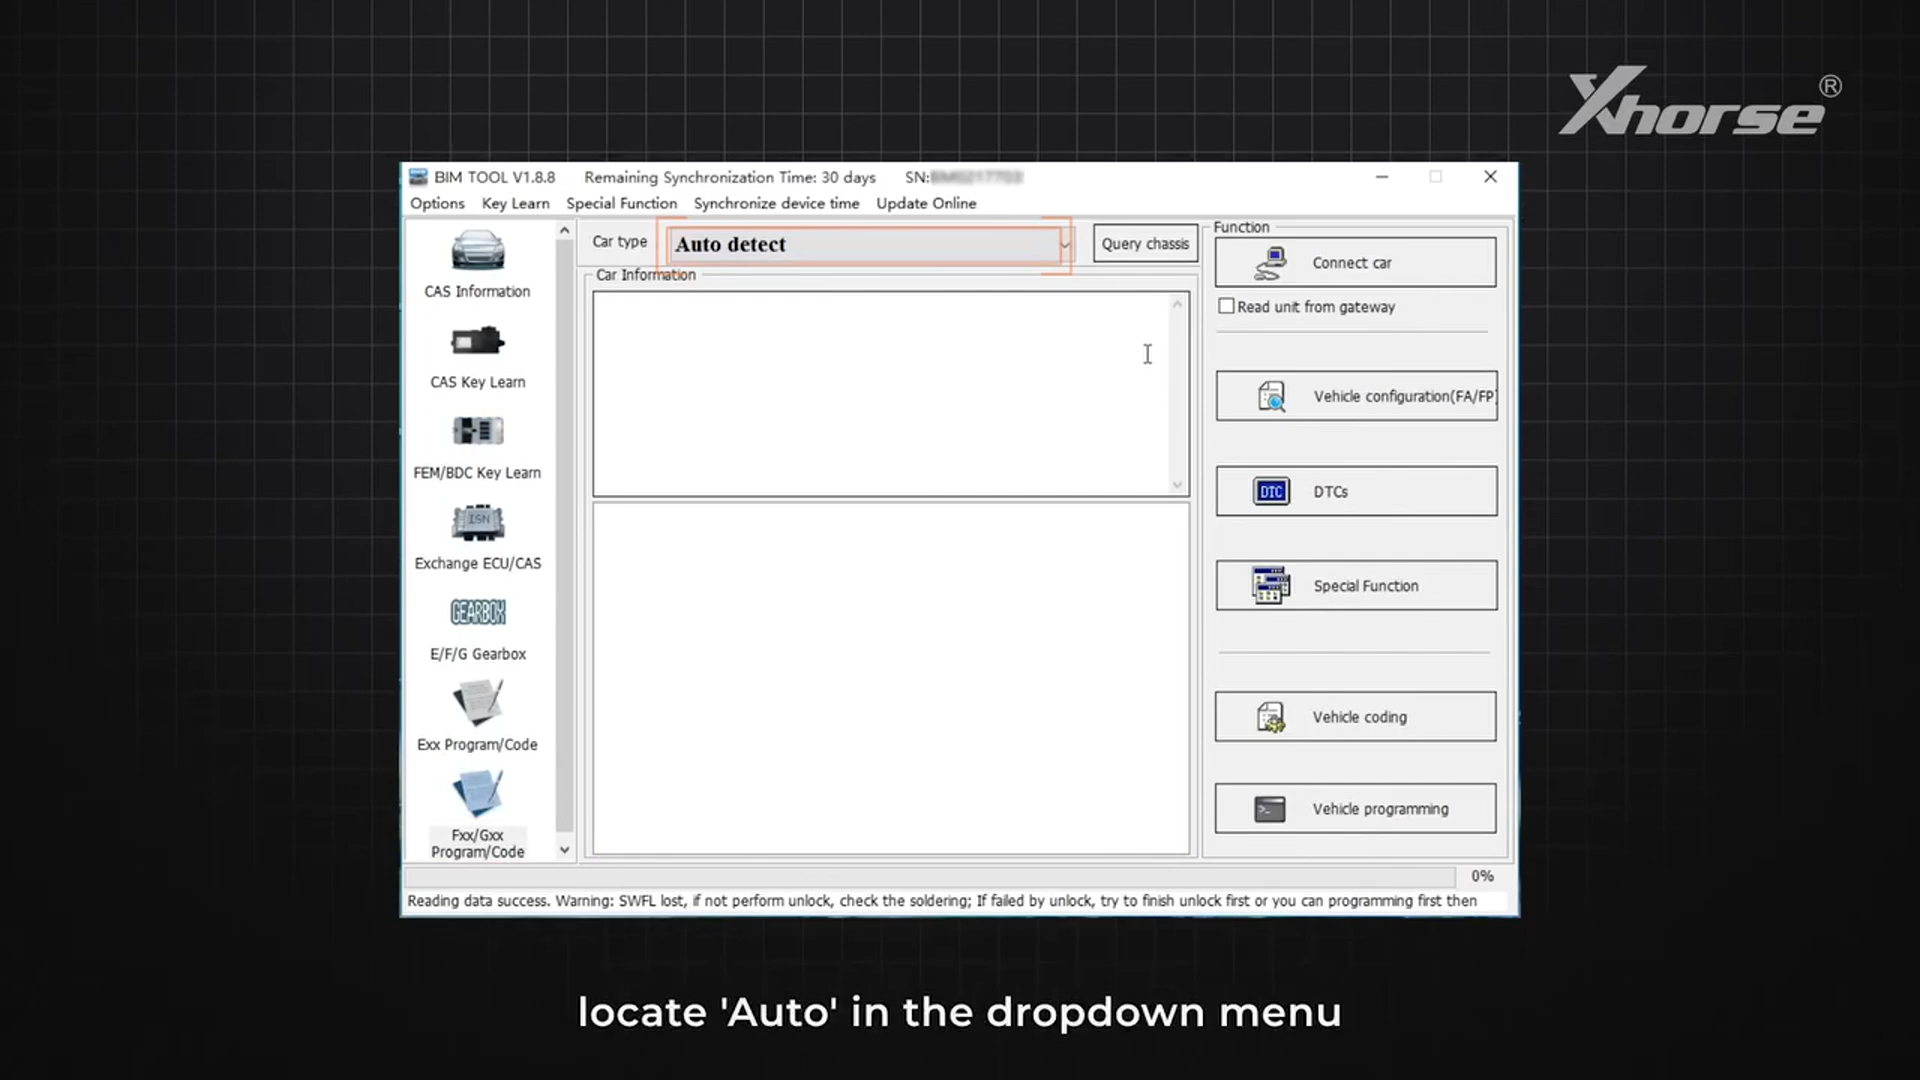 Xhorse®
BIM TOOL V1.8.8 Remaining Synchronization Time: 30 days SN:
Options Key Learn Special Function Synchronize device time Update Online
CAS Information
CAS Key Learn
FEM/BDC Key Learn
ISN
Exchange ECU/CAS
GEARBOX
E/F/G Gearbox
Exx Program/Code
Fxx/Gxx
Program/Code
Car type Auto detect Query chassis
Car Information
Function
Connect car
Read unit from gateway
Vehicle configuration(FA/FP)
DTC DTCs
Special Function
Vehicle coding
>_ Vehicle programming
0%
Reading data success. Warning: SWFL lost, if not perform unlock, check the soldering; If failed by unlock, try to finish unlock first or you can programming first then
locate 'Auto' in the dropdown menu